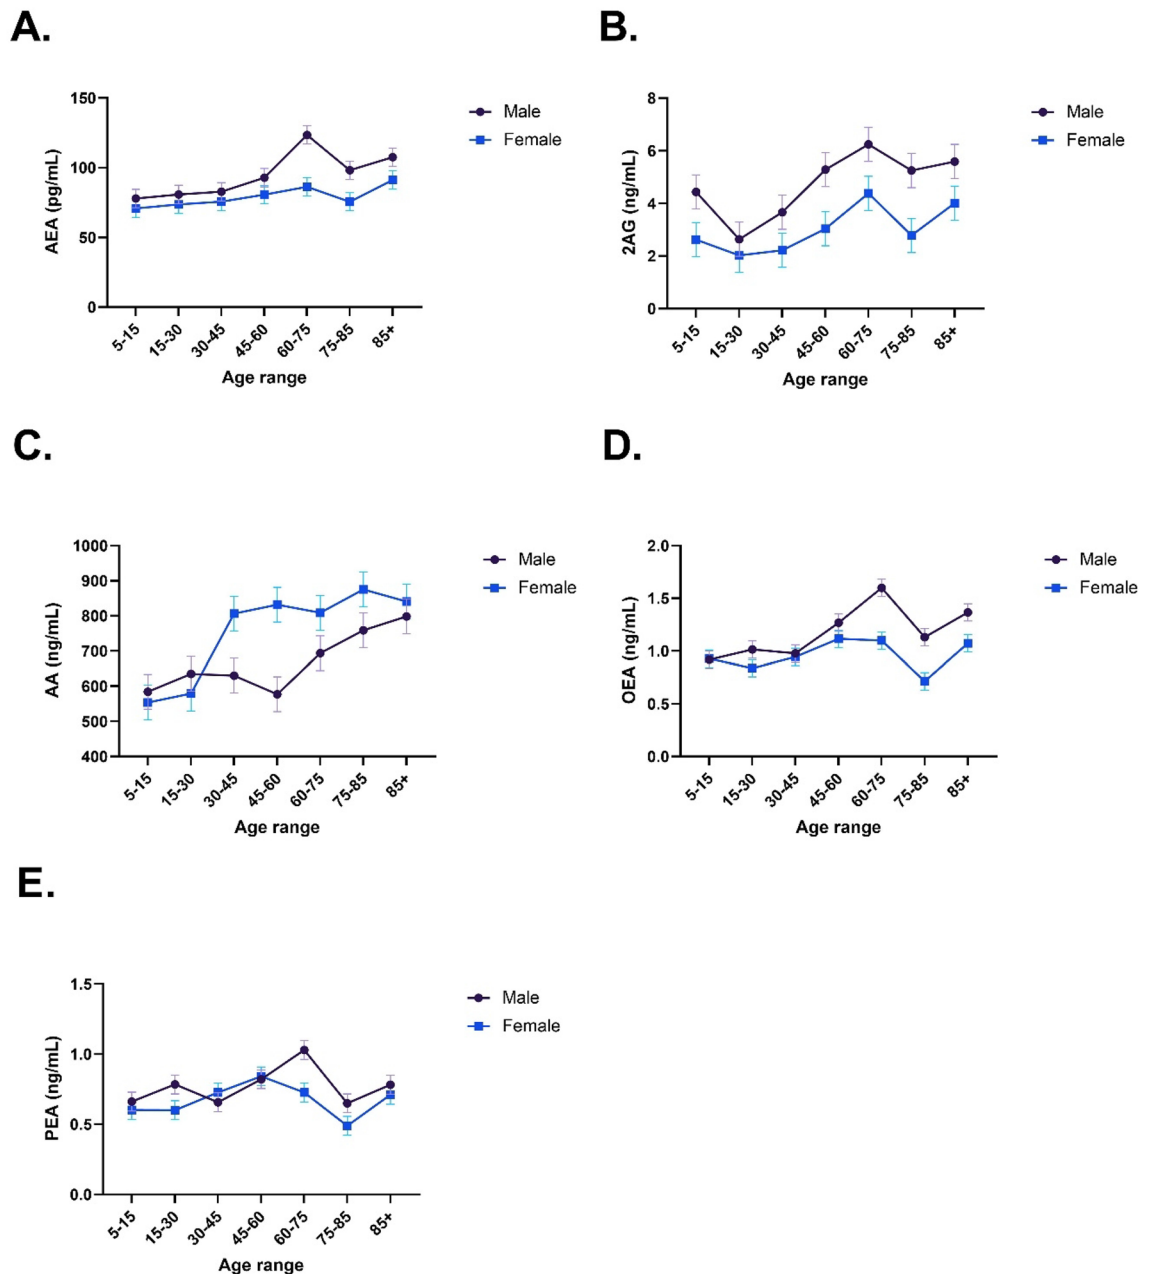 A.
AEA (pg/mL)
150
100
50
0
5-15
15-30
30-45
45-60
60-75
75-85
85+
Age range
Male
Female
B.
2AG (ng/mL)
8
6
4
2
0
5-15
15-30
30-45
45-60
60-75
75-85
85+
Age range
Male
Female
C.
AA (ng/mL)
1000
900
800
700
600
500
400
5-15
15-30
30-45
45-60
60-75
75-85
85+
Age range
Male
Female
D.
OEA (ng/mL)
2.0
1.5
1.0
0.5
0.0
5-15
15-30
30-45
45-60
60-75
75-85
85+
Age range
Male
Female
E.
PEA (ng/mL)
1.5
1.0
0.5
0.0
5-15
15-30
30-45
45-60
60-75
75-85
85+
Age range
Male
Female